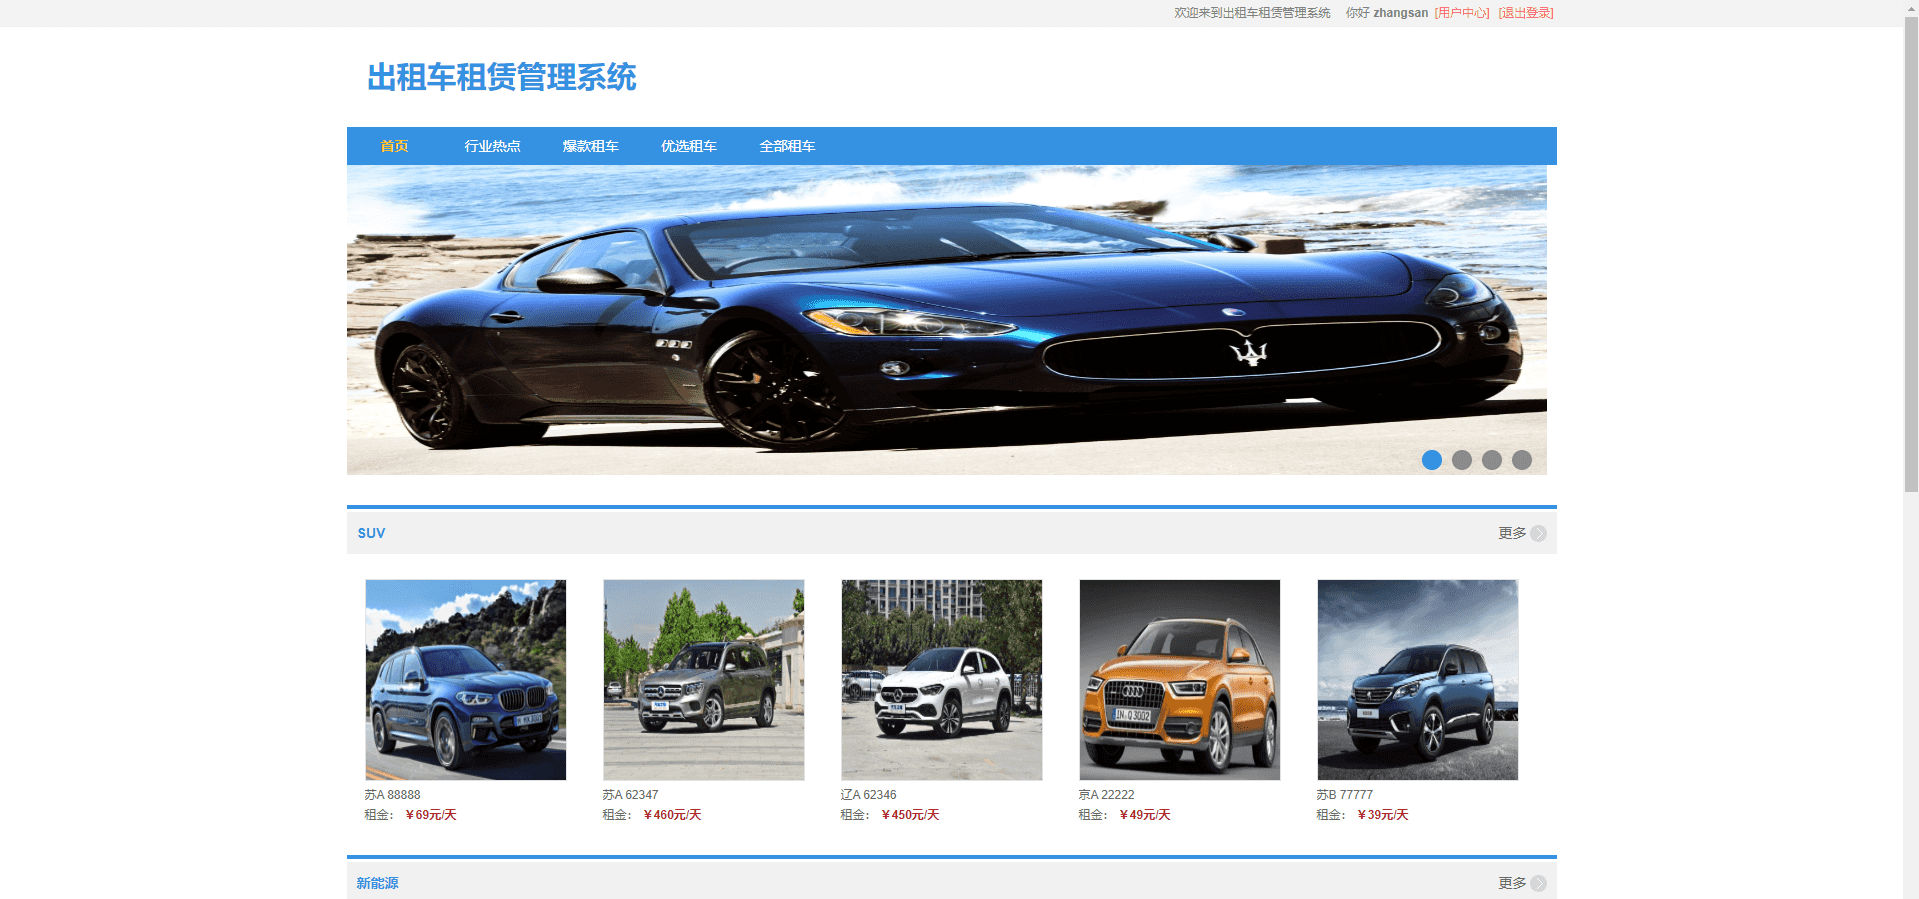 欢迎来到出租车租赁管理系统 你好 zhangsan [用户中心] [退出登录]
出租车租赁管理系统
首页 行业热点 爆款租车 优选租车 全部租车
SUV 更多
IN·Q 3002
苏A 88888 苏A 62347 辽A 62346 京A 22222 苏B 77777
租金： ￥69元/天 租金： ￥460元/天 租金： ￥450元/天 租金： ￥49元/天 租金： ￥39元/天
新能源 更多